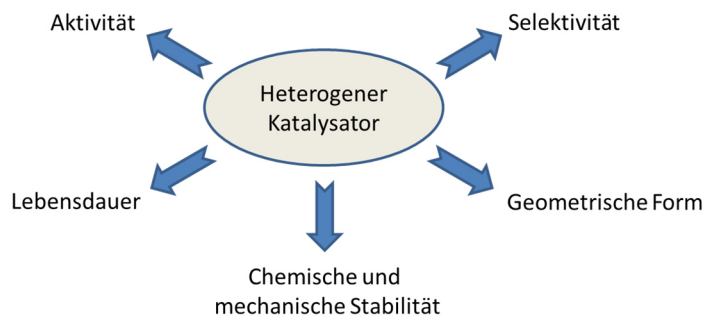 Aktivität
Selektivität
Heterogener
Katalysator
Lebensdauer
Geometrische Form
Chemische und
mechanische Stabilität